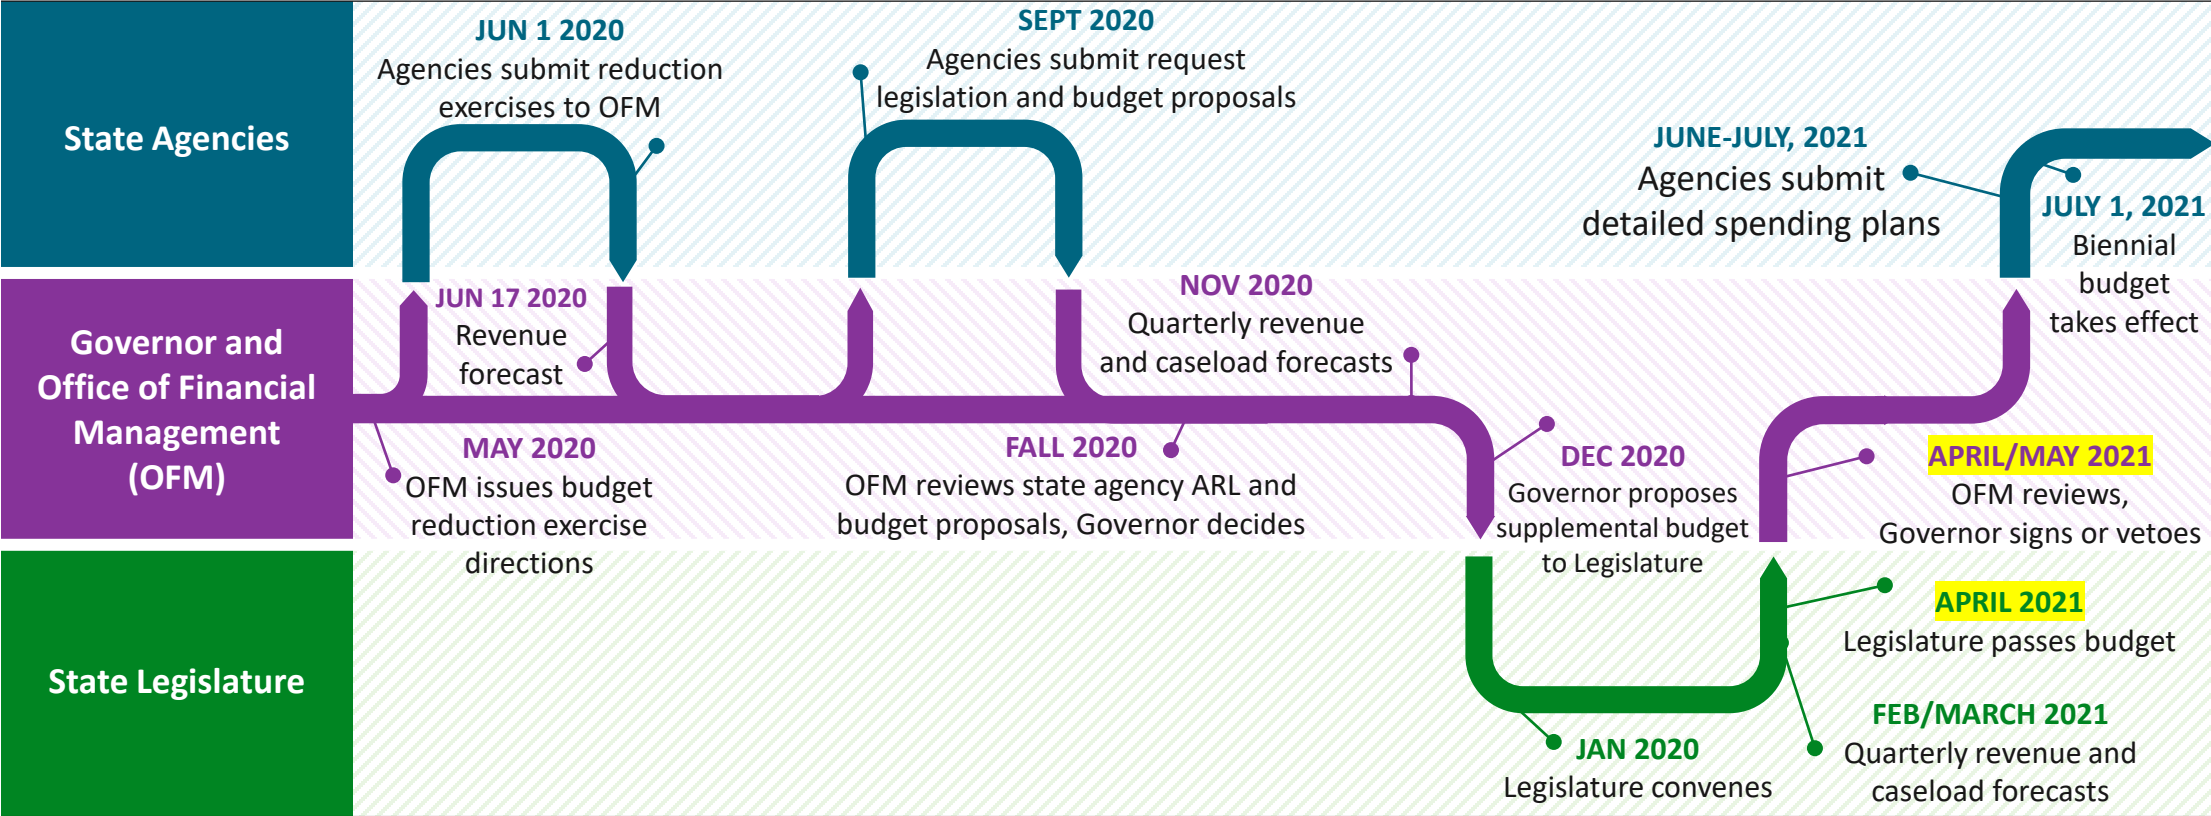 State Agencies
JUN 1 2020
Agencies submit reduction
exercises to OFM
SEPT 2020
Agencies submit request
legislation and budget proposals
JUNE-JULY, 2021
Agencies submit
detailed spending plans
JULY 1, 2021
Biennial
budget
takes effect
Governor and
Office of Financial
Management
(OFM)
JUN 17 2020
Revenue
forecast
MAY 2020
OFM issues budget
reduction exercise
directions
NOV 2020
Quarterly revenue
and caseload forecasts
FALL 2020
OFM reviews state agency ARL and
budget proposals, Governor decides
DEC 2020
Governor proposes
supplemental budget
to Legislature
APRIL/MAY 2021
OFM reviews,
Governor signs or vetoes
State Legislature
JAN 2020
Legislature convenes
APRIL 2021
Legislature passes budget
FEB/MARCH 2021
Quarterly revenue and
caseload forecasts